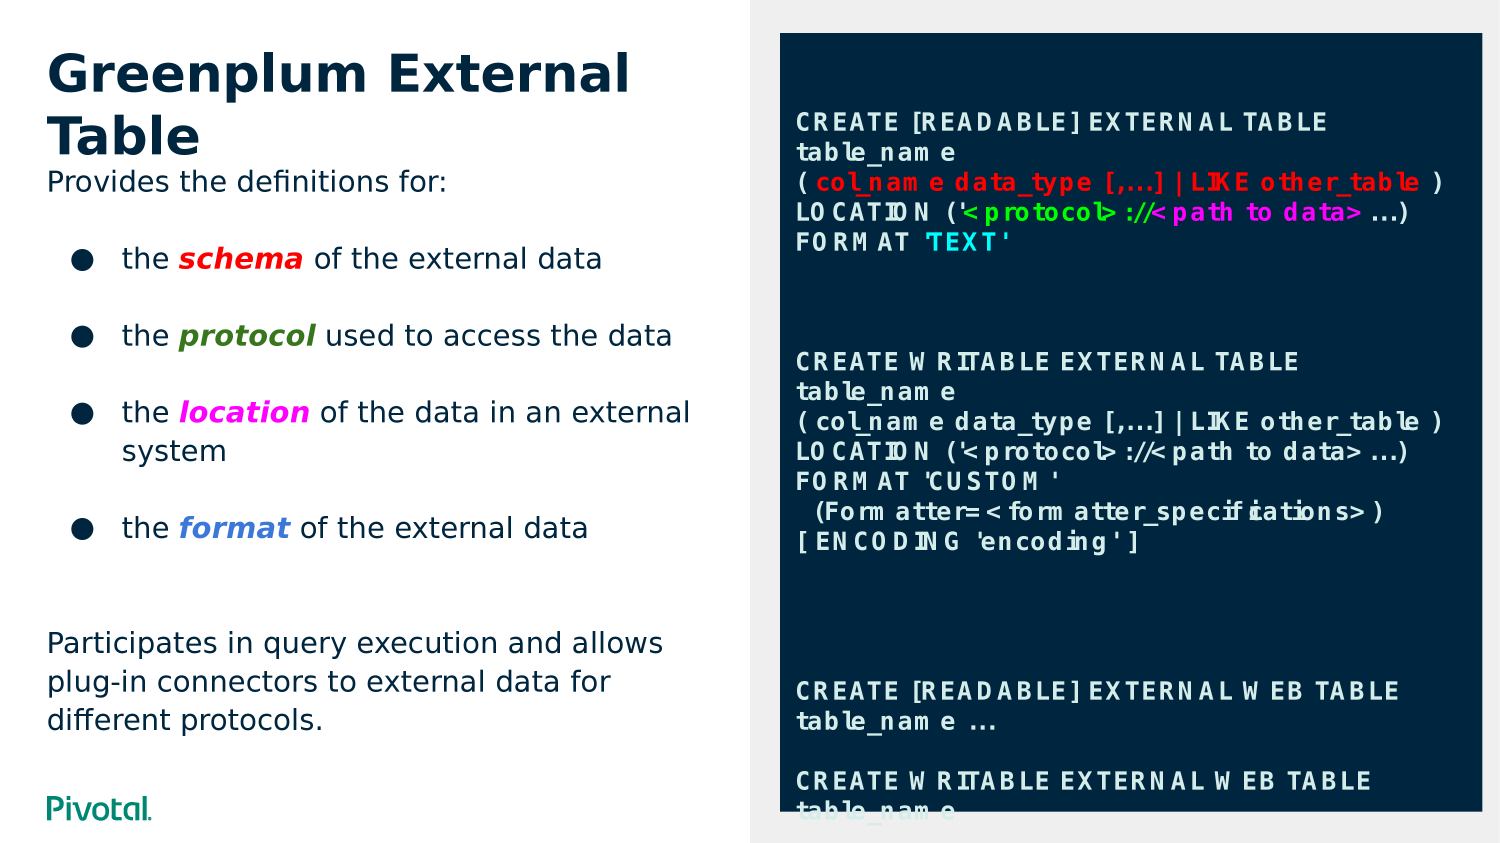 Greenplum External
Table
Provides the definitions for:
● the schema of the external data
● the protocol used to access the data
● the location of the data in an external
system
● the format of the external data
Participates in query execution and allows
plug-in connectors to external data for
different protocols.
Pivotal.
CREATE [READABLE] EXTERNAL TABLE
table_name
( col_name data_type [,...] | LIKE other_table )
LOCATION ('<protocol>://<path to data> ...)
FORMAT 'TEXT'
CREATE WRITABLE EXTERNAL TABLE
table_name
( col_name data_type [,...] | LIKE other_table )
LOCATION ('<protocol>://<path to data> ...)
FORMAT 'CUSTOM'
(Formatter=<formatter_specifications>)
[ ENCODING 'encoding' ]
CREATE [READABLE] EXTERNAL WEB TABLE
table_name ...
CREATE WRITABLE EXTERNAL WEB TABLE
table_name